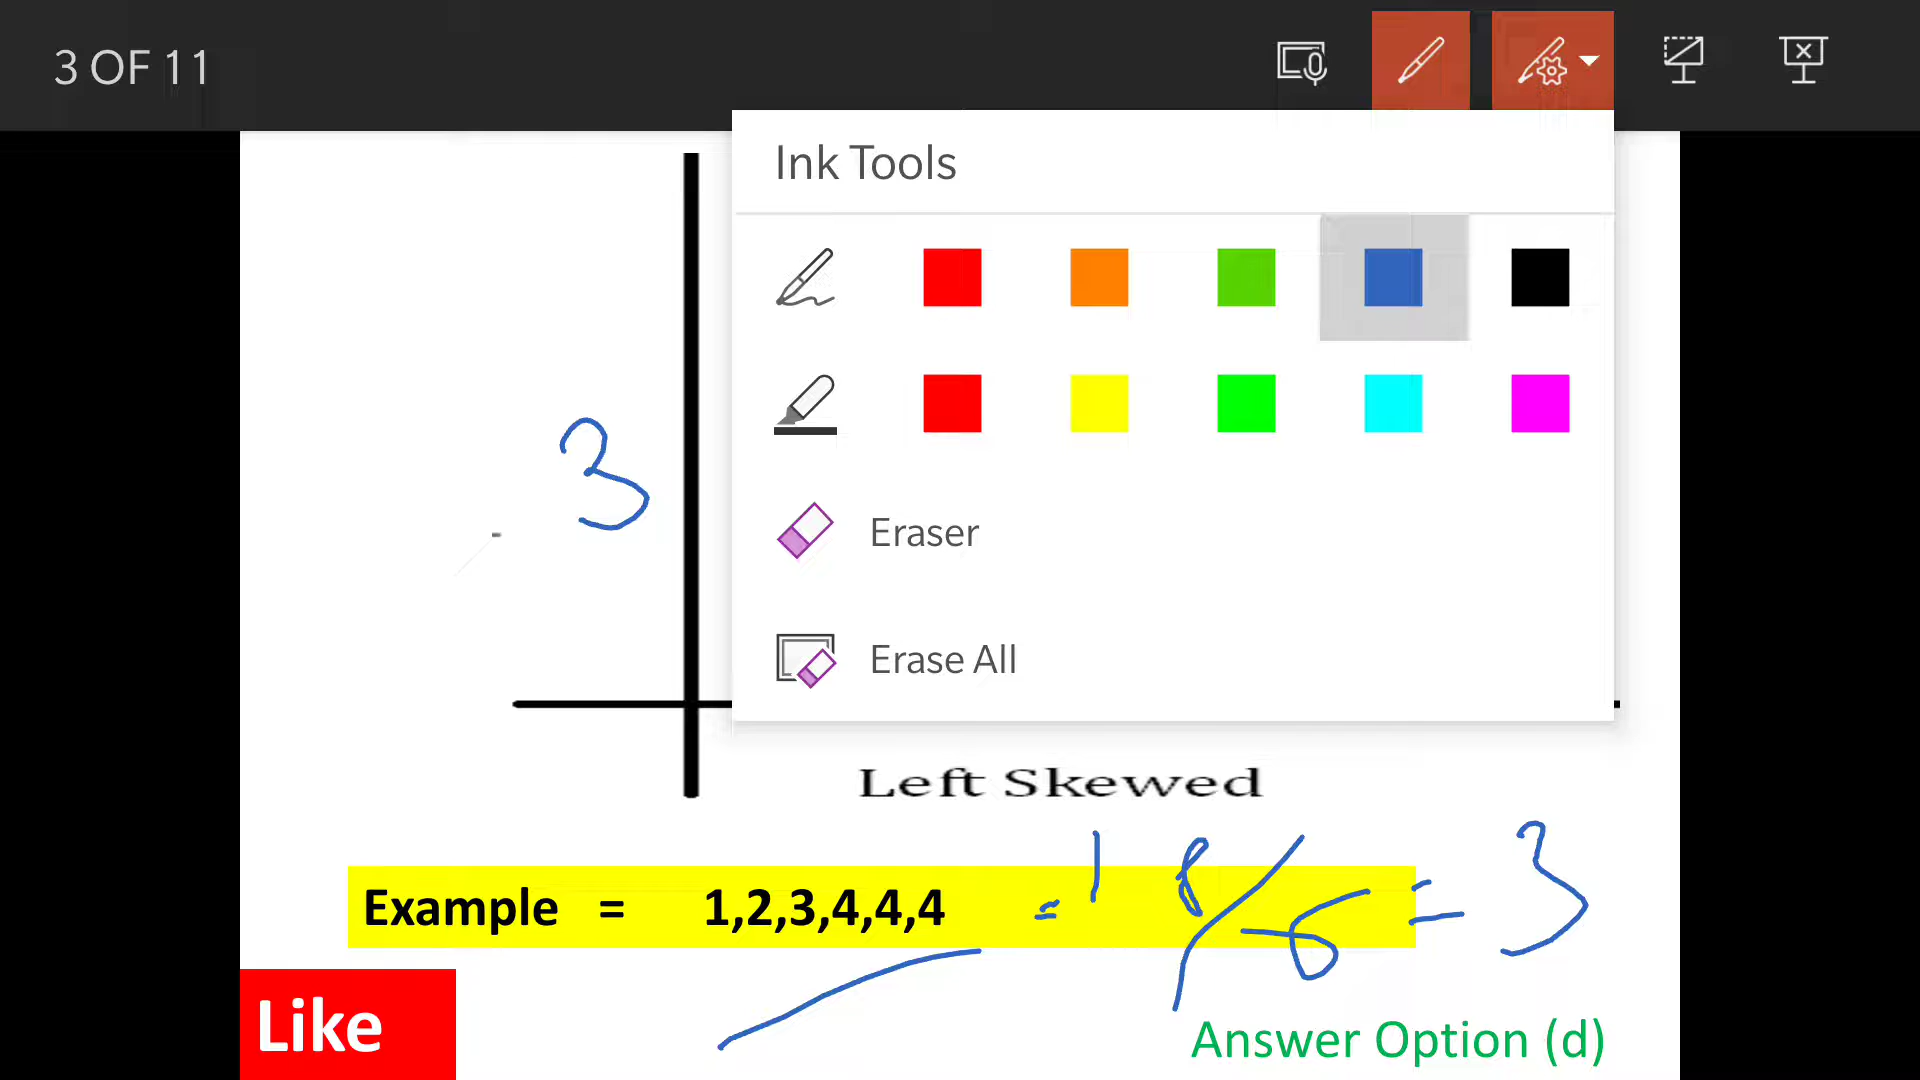 3 OF 11
Ink Tools
3
Eraser
Erase All
Left Skewed
Example = 1,2,3,4,4,4 = 18/6 = 3
Like
Answer Option (d)